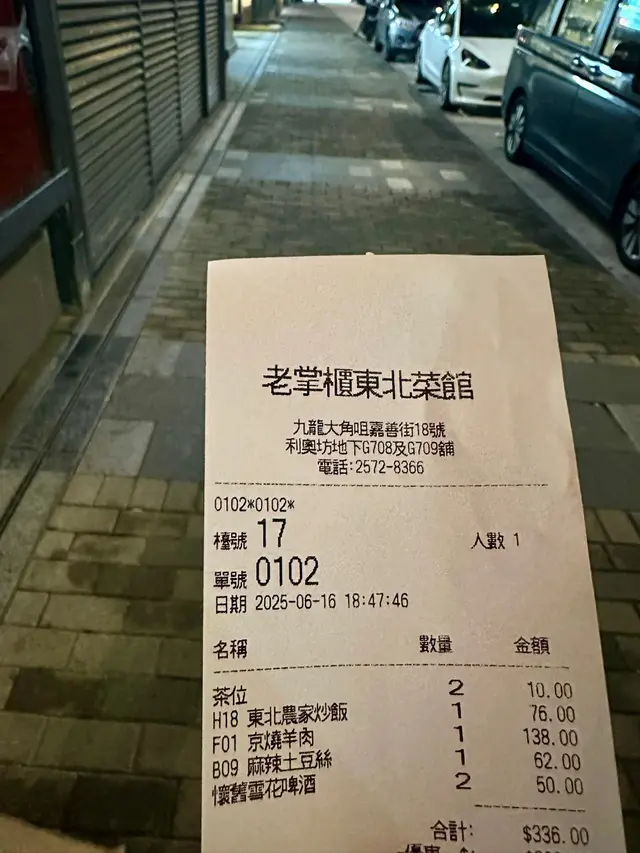 老掌櫃東北菜館
九龍大角咀嘉善街18號
利奧坊地下G708及G709舖
電話:2572-8366
0102*0102*
檯號 17 人數 1
單號 0102
日期 2025-06-16 18:47:46
名稱 數量 金額
茶位 2 10.00
H18 東北農家炒飯 1 76.00
F01 京燒羊肉 1 138.00
B09 麻辣土豆絲 1 62.00
懷舊雪花啤酒 2 50.00
合計: $336.00